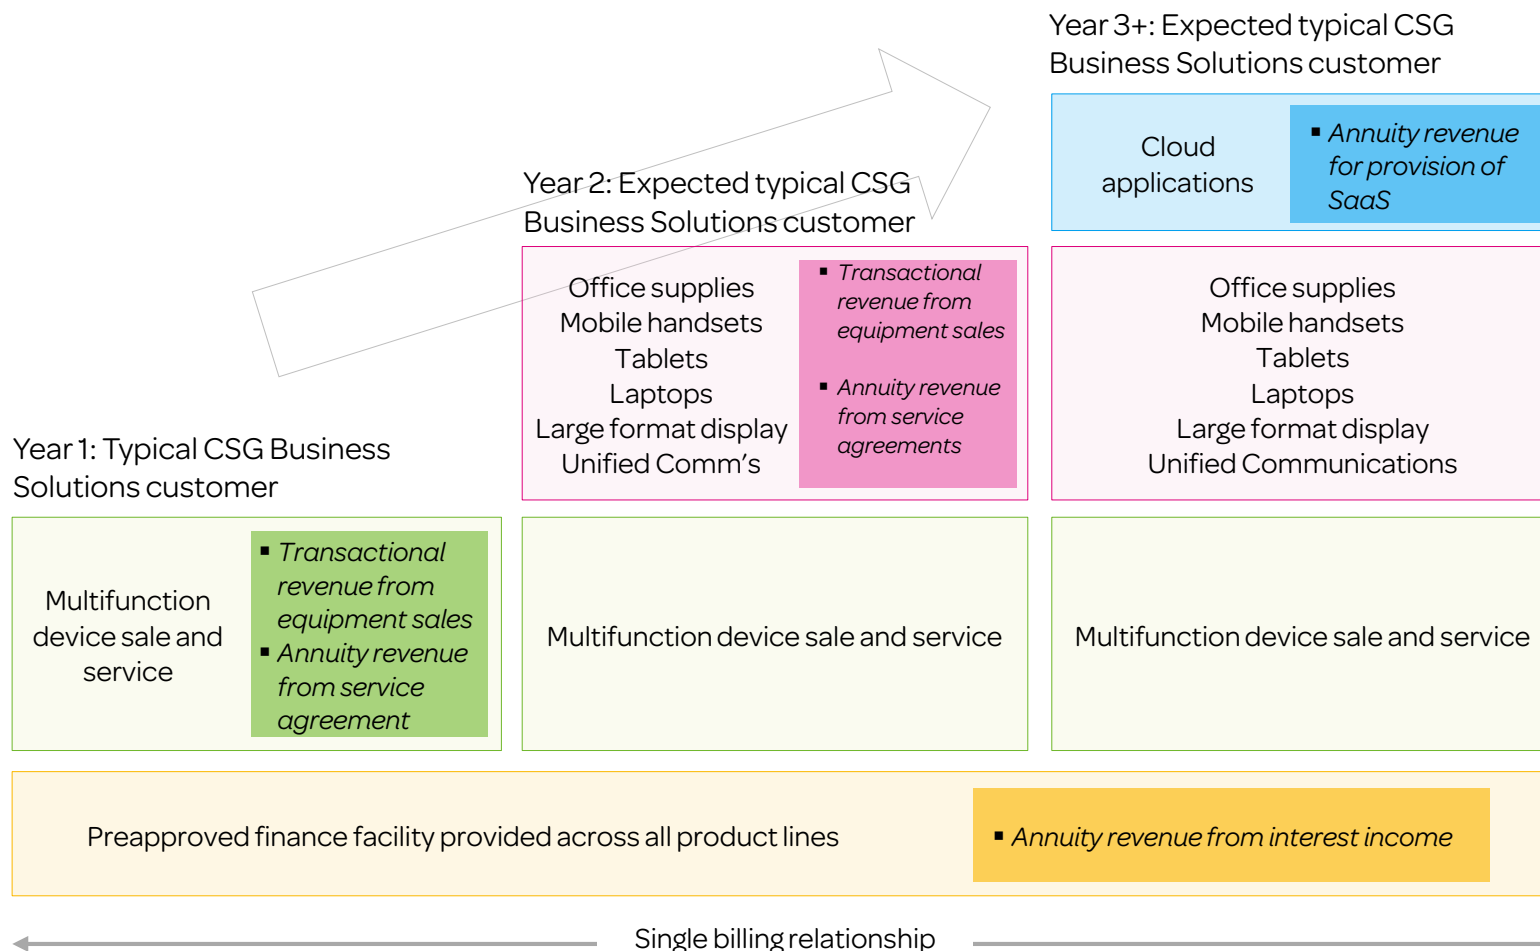 Year 3+: Expected typical CSG
Business Solutions customer
Cloud
applications
▪ Annuity revenue
for provision of
SaaS
Year 2: Expected typical CSG
Business Solutions customer
Office supplies
Mobile handsets
Tablets
Laptops
Large format display
Unified Comm's
▪ Transactional
revenue from
equipment sales
▪ Annuity revenue
from service
agreements
Office supplies
Mobile handsets
Tablets
Laptops
Large format display
Unified Communications
Year 1: Typical CSG Business
Solutions customer
Multifunction
device sale and
service
▪ Transactional
revenue from
equipment sales
▪ Annuity revenue
from service
agreement
Multifunction device sale and service
Multifunction device sale and service
Preapproved finance facility provided across all product lines
▪ Annuity revenue from interest income
Single billing relationship